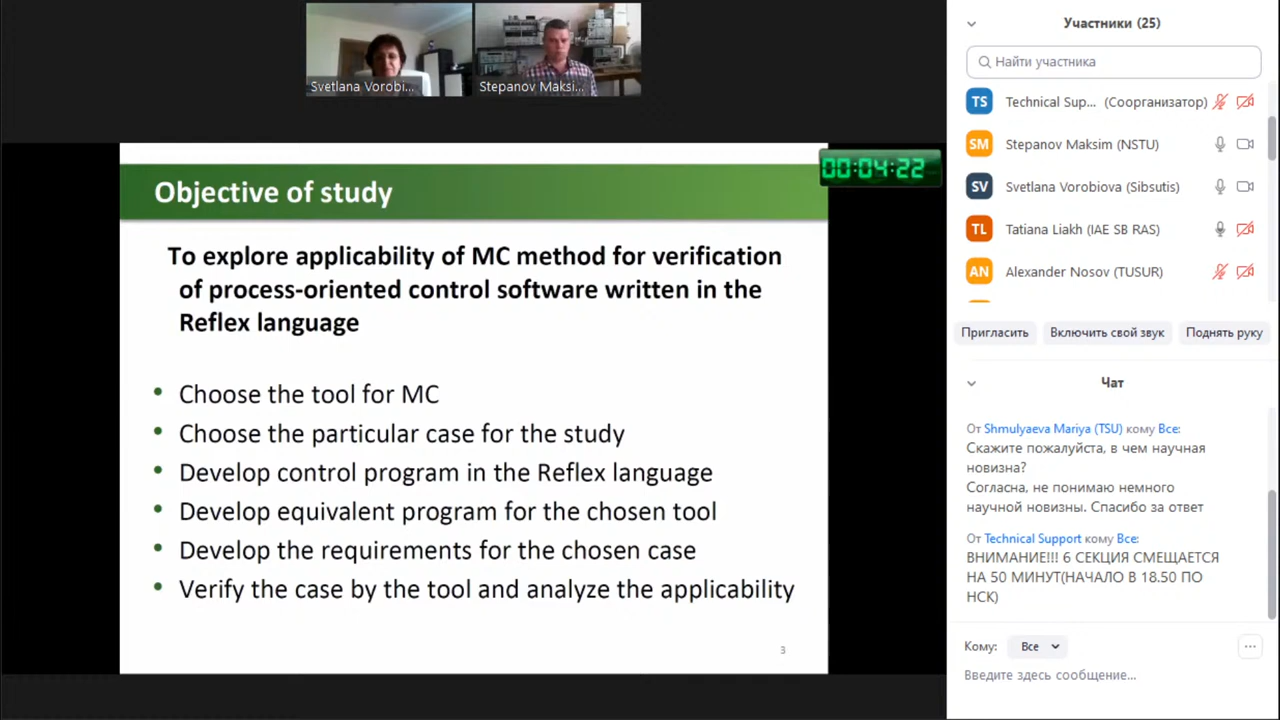 Svetlana Vorobi...
Stepanov Maksi...
00:04:22
Objective of study
To explore applicability of MC method for verification
of process-oriented control software written in the
Reflex language
• Choose the tool for MC
• Choose the particular case for the study
• Develop control program in the Reflex language
• Develop equivalent program for the chosen tool
• Develop the requirements for the chosen case
• Verify the case by the tool and analyze the applicability
3
Участники (25)
Найти участника
TS Technical Sup... (Соорганизатор)
SM Stepanov Maksim (NSTU)
SV Svetlana Vorobiova (Sibsutis)
TL Tatiana Liakh (IAE SB RAS)
AN Alexander Nosov (TUSUR)
Пригласить Включить свой звук Поднять руку
Чат
От Shmulyaeva Mariya (TSU) кому Все:
Скажите пожалуйста, в чем научная
новизна?
Согласна, не понимаю немного
научной новизны. Спасибо за ответ
От Technical Support кому Все:
ВНИМАНИЕ!!! 6 СЕКЦИЯ СМЕЩАЕТСЯ
НА 50 МИНУТ(НАЧАЛО В 18.50 ПО
НСК)
Кому: Все
Введите здесь сообщение...